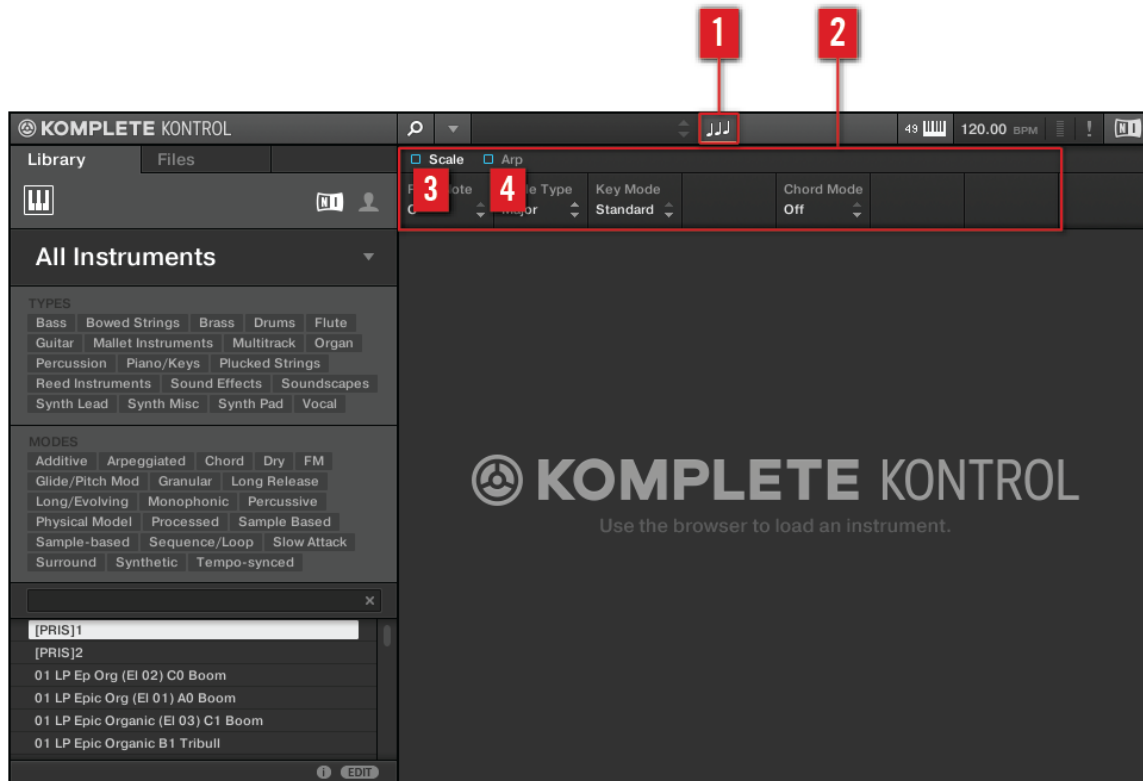 1 2
KOMPLETE KONTROL 49 120.00 BPM ! NI
Library Files Scale Arp
3 4 Type Key Mode Chord Mode
NI Major Standard Off
All Instruments
TYPES
Bass Bowed Strings Brass Drums Flute
Guitar Mallet Instruments Multitrack Organ
Percussion Piano/Keys Plucked Strings
Reed Instruments Sound Effects Soundscapes
Synth Lead Synth Misc Synth Pad Vocal
MODES
Additive Arpeggiated Chord Dry FM
Glide/Pitch Mod Granular Long Release
Long/Evolving Monophonic Percussive
Physical Model Processed Sample Based
Sample-based Sequence/Loop Slow Attack
Surround Synthetic Tempo-synced
[PRIS]1
[PRIS]2
01 LP Ep Org (El 02) C0 Boom
01 LP Epic Org (El 01) A0 Boom
01 LP Epic Organic (El 03) C1 Boom
01 LP Epic Organic B1 Tribull
i EDIT
KOMPLETE KONTROL
Use the browser to load an instrument.